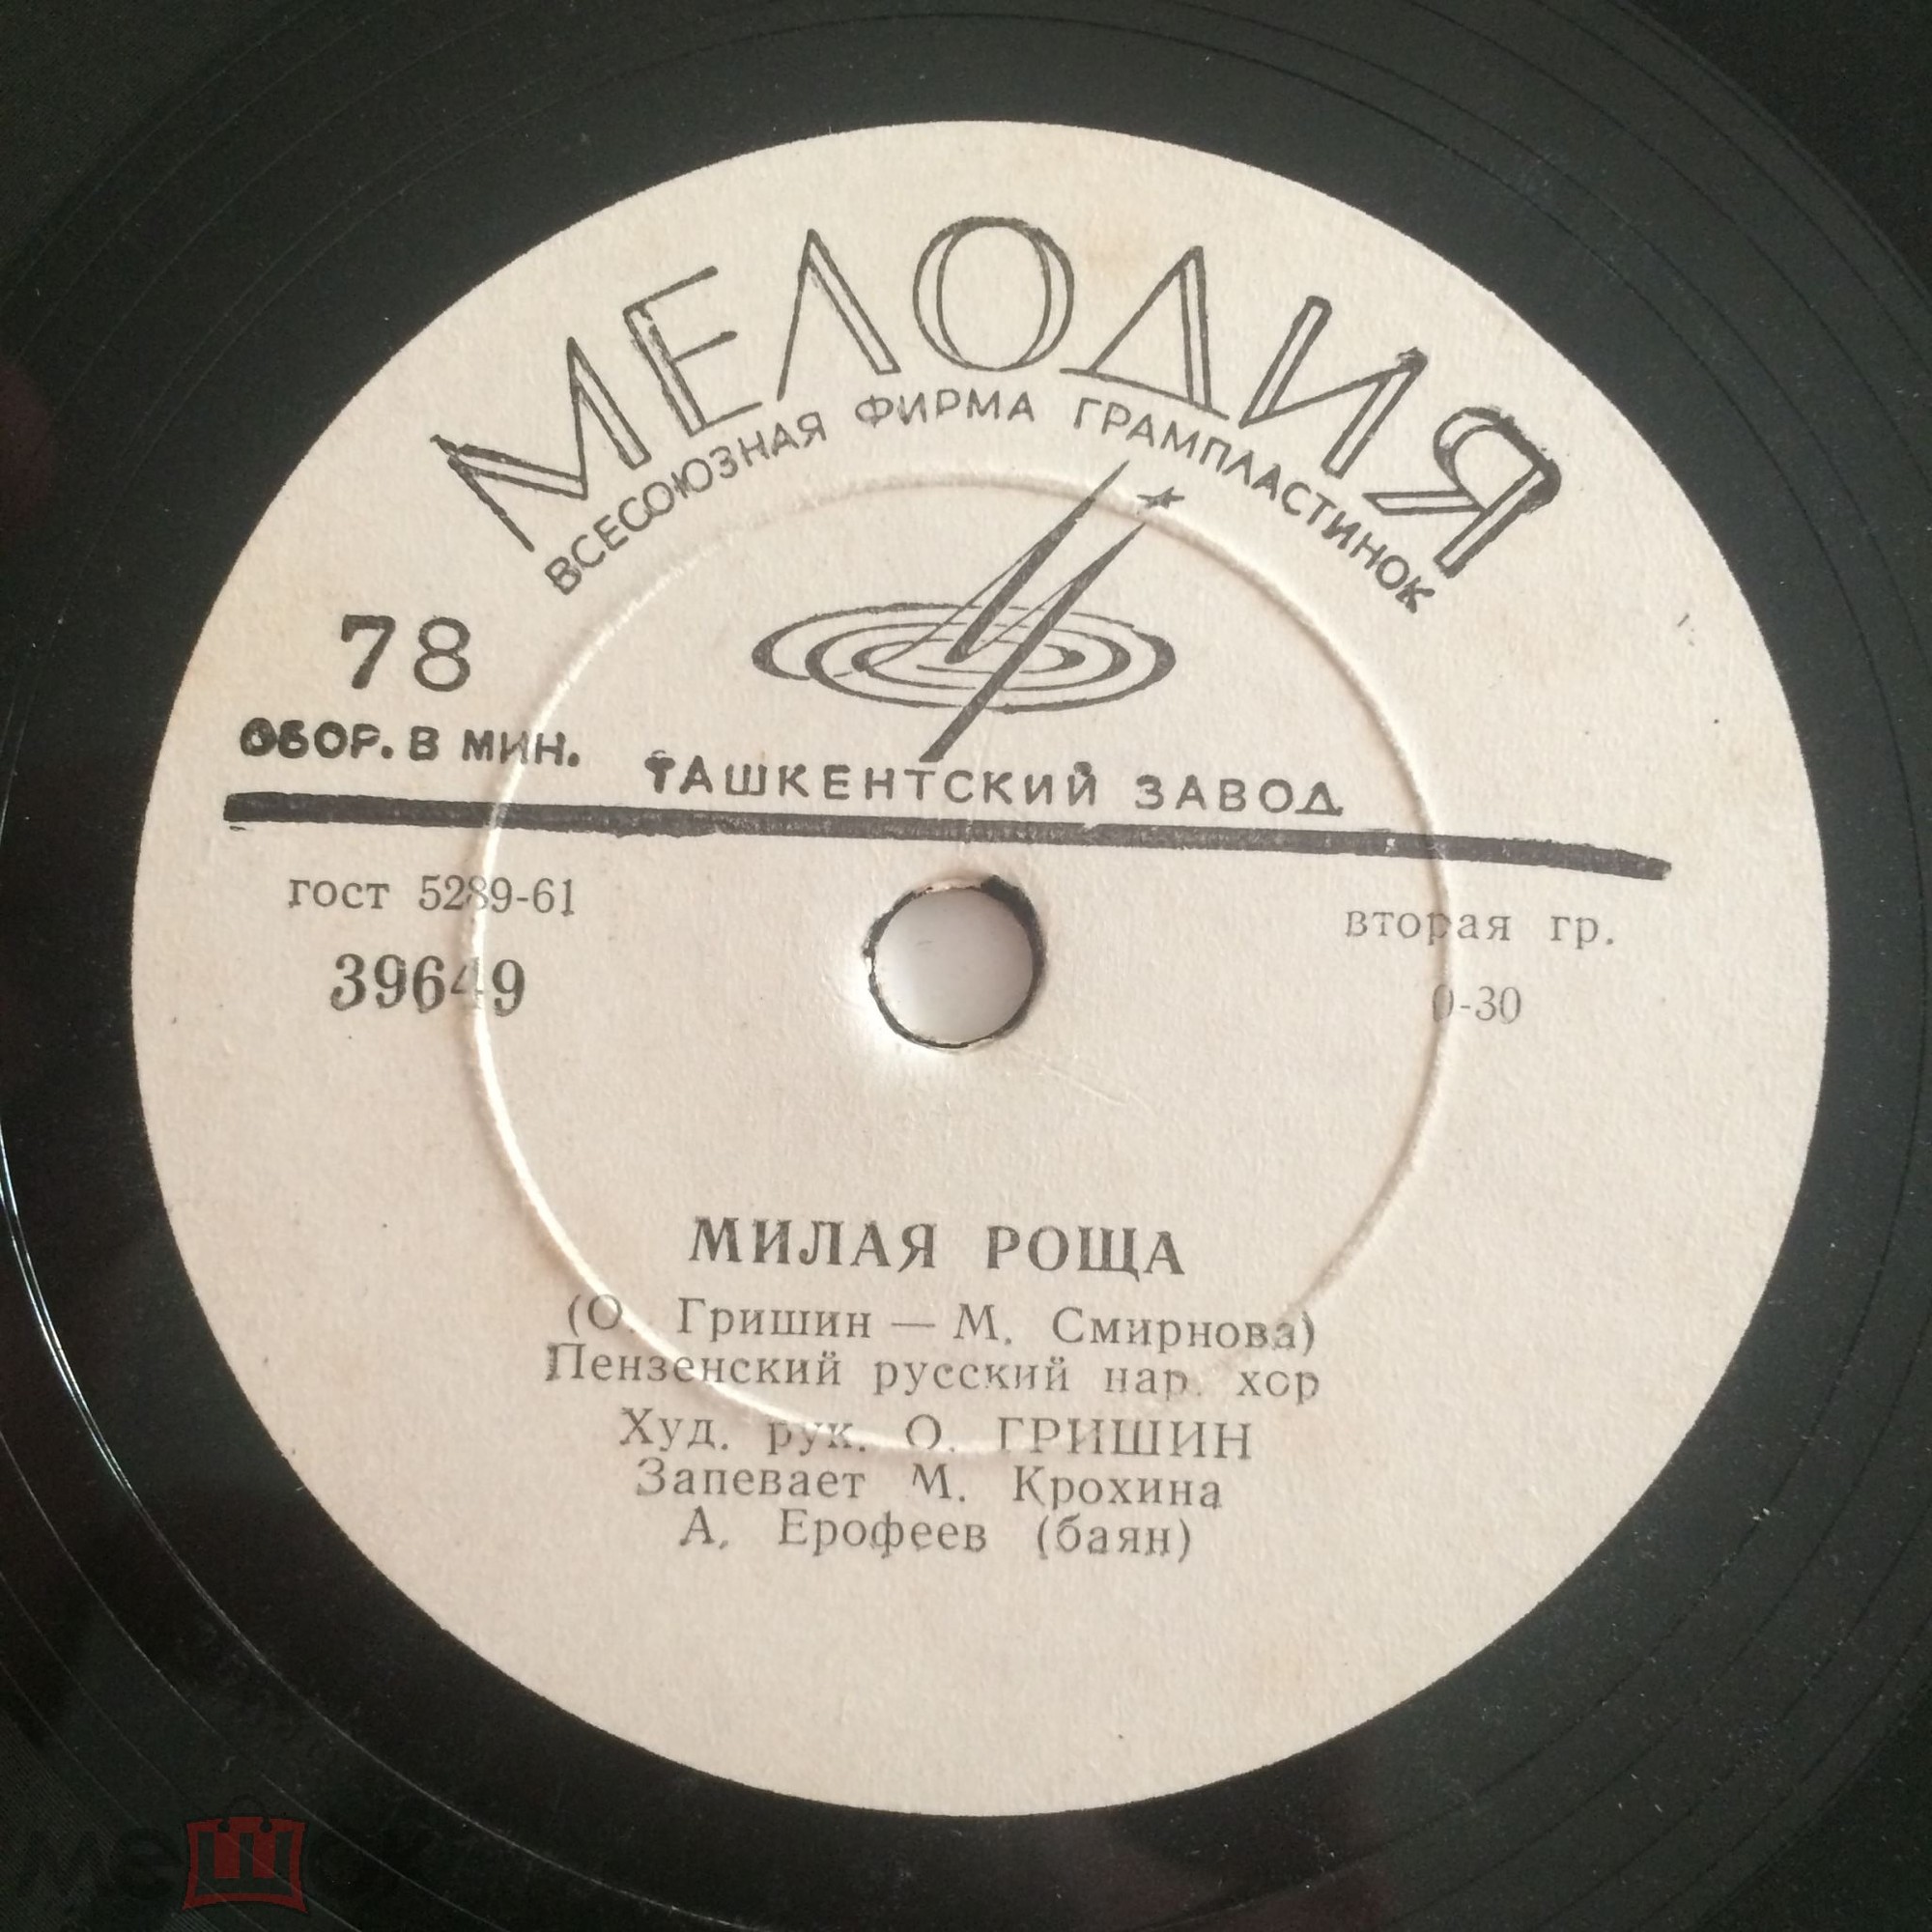 МЕЛОДИЯ
ВСЕСОЮЗНАЯ ФИРМА ГРАМПЛАСТИНОК
78
ОБОР. В МИН.
ТАШКЕНТСКИЙ ЗАВОД
гост 5289-61
вторая гр.
39649
0-30
МИЛАЯ РОЩА
(О. Гришин — М. Смирнова)
Пензенский русский нар. хор
Худ. рук. О. ГРИШИН
Запевает М. Крохина
А. Ерофеев (баян)
мешок